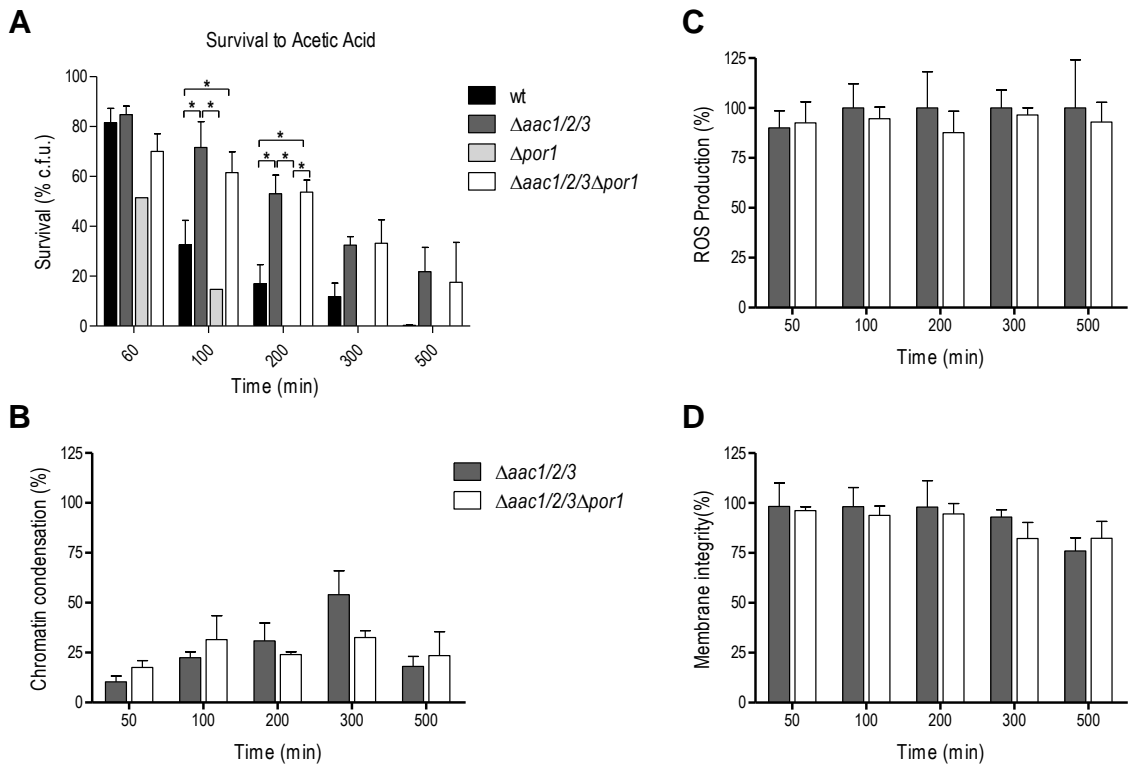 A
Survival to Acetic Acid
Survival (% c.f.u.)
100
80
60
40
20
0
* * *
* * * *
60
100
200
300
500
Time (min)
wt
Δaac1/2/3
Δpor1
Δaac1/2/3Δpor1
B
Chromatin condensation (%)
125
100
75
50
25
0
50
100
200
300
500
Time (min)
Δaac1/2/3
Δaac1/2/3Δpor1
C
ROS Production (%)
125
100
75
50
25
0
50
100
200
300
500
Time (min)
D
Membrane integrity(%)
125
100
75
50
25
0
50
100
200
300
500
Time (min)